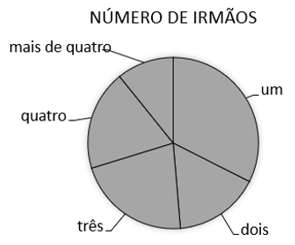 NÚMERO DE IRMÃOS
mais de quatro
um
quatro
três
dois